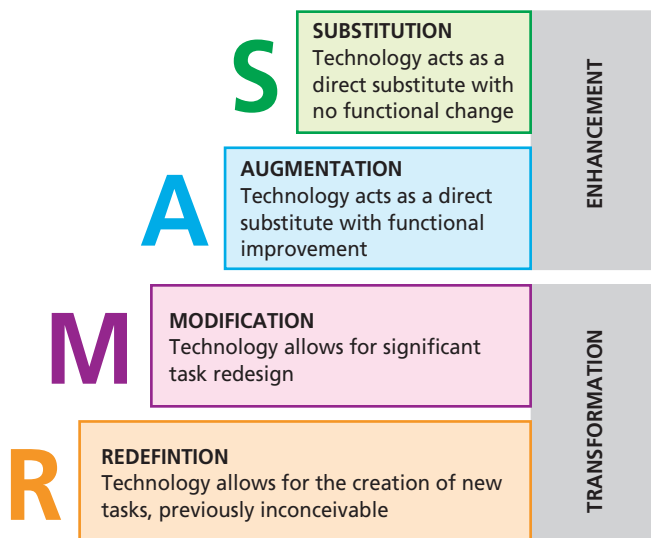 S
SUBSTITUTION
Technology acts as a
direct substitute with
no functional change
ENHANCEMENT
A
AUGMENTATION
Technology acts as a direct
substitute with functional
improvement
M
MODIFICATION
Technology allows for significant
task redesign
TRANSFORMATION
R
REDEFINTION
Technology allows for the creation of new
tasks, previously inconceivable